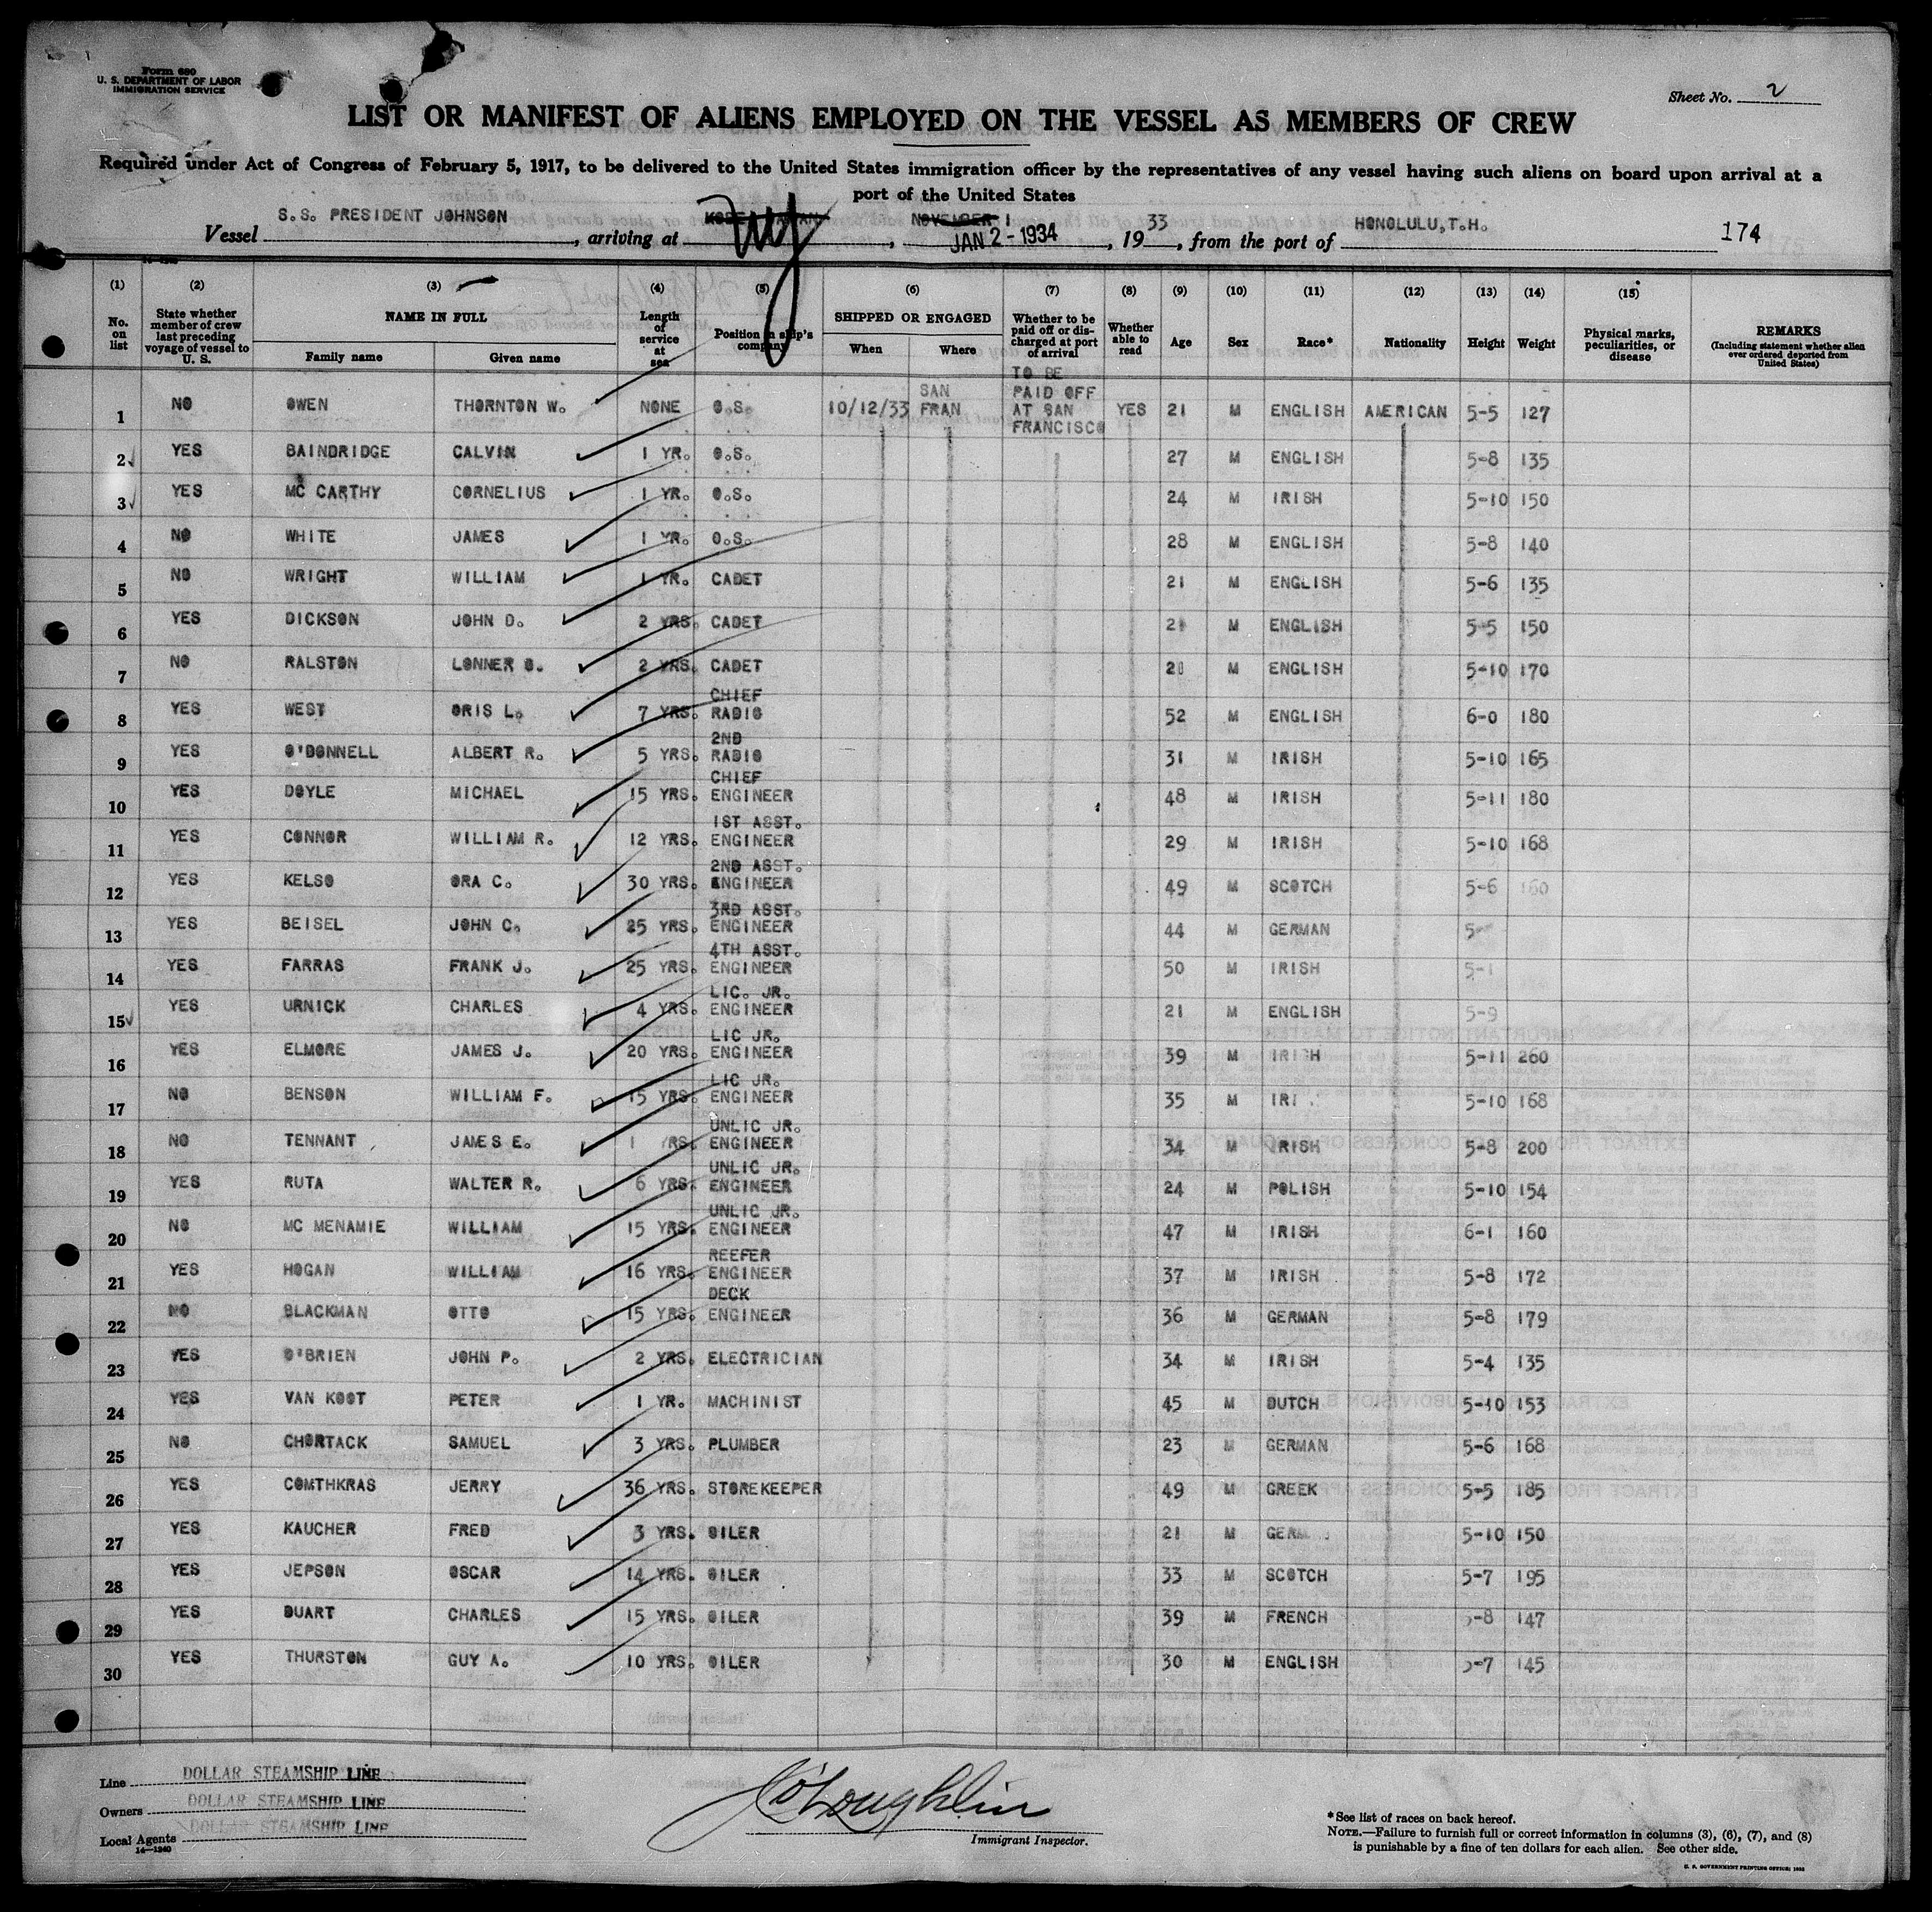 Form 680
U. S. DEPARTMENT OF LABOR
IMMIGRATION SERVICE
Sheet No. 2
LIST OR MANIFEST OF ALIENS EMPLOYED ON THE VESSEL AS MEMBERS OF CREW
Required under Act of Congress of February 5, 1917, to be delivered to the United States immigration officer by the representatives of any vessel having such aliens on board upon arrival at a
port of the United States
Vessel S.S. PRESIDENT JOHNSON, arriving at KOBE JAPAN NY, NOVEMBER 1 JAN 2 - 1934, 1933, from the port of HONOLULU, T.H. 174
(1) (2) (3) (4) (5) (6) (7) (8) (9) (10) (11) (12) (13) (14) (15)
No. on list State whether member of crew last preceding voyage of vessel to U. S. NAME IN FULL Family name Given name Length of service at sea Position in ship's company SHIPPED OR ENGAGED When Where Whether to be paid off or discharged at port of arrival Whether able to read Age Sex Race* Nationality Height Weight Physical marks, peculiarities, or disease REMARKS (Including statement whether alien ever ordered deported from United States)
1 NO OWEN THORNTON W. NONE O.S. 10/12/33 SAN FRAN TO BE PAID OFF AT SAN FRANCISCO YES 21 M ENGLISH AMERICAN 5-5 127
2 YES BAINDRIDGE CALVIN 1 YR. O.S. 27 M ENGLISH 5-8 135
3 YES MC CARTHY CORNELIUS 1 YR. O.S. 24 M IRISH 5-10 150
4 NO WHITE JAMES 1 YR. O.S. 28 M ENGLISH 5-8 140
5 NO WRIGHT WILLIAM 1 YR. CADET 21 M ENGLISH 5-6 135
6 YES DICKSON JOHN D. 2 YRS. CADET M ENGLISH 5-5 150
7 NO RALSTON LONNER O. 2 YRS. CADET M ENGLISH 5-10 170
8 YES WEST ORIS L. 7 YRS. CHIEF RADIO 52 M ENGLISH 6-0 180
9 YES O'DONNELL ALBERT R. 5 YRS. 2ND RADIO 31 M IRISH 5-10 165
10 YES DOYLE MICHAEL 15 YRS. CHIEF ENGINEER 48 M IRISH 5-11 180
11 YES CONNOR WILLIAM R. 12 YRS. 1ST ASST. ENGINEER 29 M IRISH 5-10 168
12 YES KELSO ORA C. 30 YRS. 2ND ASST. ENGINEER 49 M SCOTCH 5-6 160
13 YES BEISEL JOHN C. 25 YRS. 3RD ASST. ENGINEER 44 M GERMAN
14 YES FARRAS FRANK J. 25 YRS. 4TH ASST. ENGINEER 50 M IRISH
15 YES URNICK CHARLES 4 YRS. LIC. JR. ENGINEER 21 M ENGLISH 5-9
16 YES ELMORE JAMES J. 20 YRS. LIC JR. ENGINEER 39 M IRISH 5-11 260
17 NO BENSON WILLIAM F. 15 YRS. LIC JR. ENGINEER 35 M 5-10 168
18 NO TENNANT JAMES E. UNLIC JR. ENGINEER 34 M IRISH 5-8 200
19 YES RUTA WALTER R. 6 YRS. UNLIC JR. ENGINEER 24 M POLISH 5-10 154
20 NO MC MENAMIE WILLIAM 15 YRS. UNLIC JR. ENGINEER 47 M IRISH 6-1 160
21 YES HOGAN WILLIAM 16 YRS. REEFER ENGINEER 37 M IRISH 5-8 172
22 NO BLACKMAN OTTO 15 YRS. DECK ENGINEER 36 M GERMAN 5-8 179
23 YES O'BRIEN JOHN P. 2 YRS. ELECTRICIAN 34 M IRISH 5-4 135
24 YES VAN KOOT PETER 1 YR. MACHINIST 45 M DUTCH 5-10 153
25 NO CHORTACK SAMUEL 3 YRS. PLUMBER 23 M GERMAN 5-6 168
26 YES COMTHKRAS JERRY 36 YRS. STOREKEEPER 49 M GREEK 5-5 185
27 YES KAUCHER FRED 3 YRS. OILER 21 M 5-10 150
28 YES JEPSON OSCAR 14 YRS. OILER 33 M SCOTCH 5-7 195
29 YES DUART CHARLES 15 YRS. OILER 39 M FRENCH 5-8 147
30 YES THURSTON GUY A. 10 YRS. OILER 30 M ENGLISH 5-7 145
Line DOLLAR STEAMSHIP LINE
Owners DOLLAR STEAMSHIP LINE
Local Agents DOLLAR STEAMSHIP LINE
14—1240
J O'Loughlin
Immigrant Inspector.
*See list of races on back hereof.
NOTE.—Failure to furnish full or correct information in columns (3), (6), (7), and (8)
is punishable by a fine of ten dollars for each alien. See other side.
U. S. GOVERNMENT PRINTING OFFICE: 1932